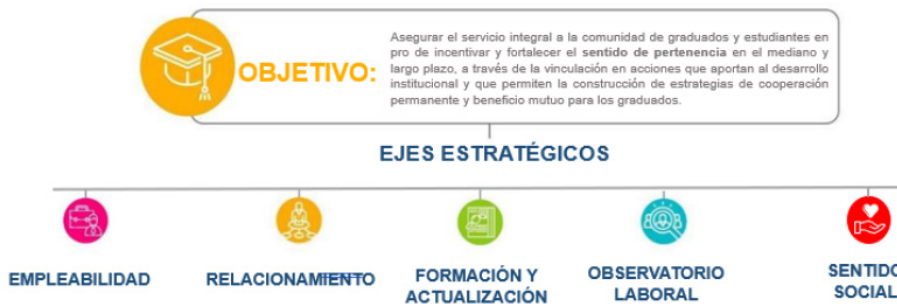 Asegurar el servicio integral a la comunidad de graduados y estudiantes en
pro de incentivar y fortalecer el sentido de pertenencia en el mediano y
largo plazo, a través de la vinculación en acciones que aportan al desarrollo
institucional y que permiten la construcción de estrategias de cooperación
permanente y beneficio mutuo para los graduados.
OBJETIVO:
EJES ESTRATÉGICOS
EMPLEABILIDAD
RELACIONAMIENTO
FORMACIÓN Y
ACTUALIZACIÓN
OBSERVATORIO
LABORAL
SENTIDO
SOCIAL